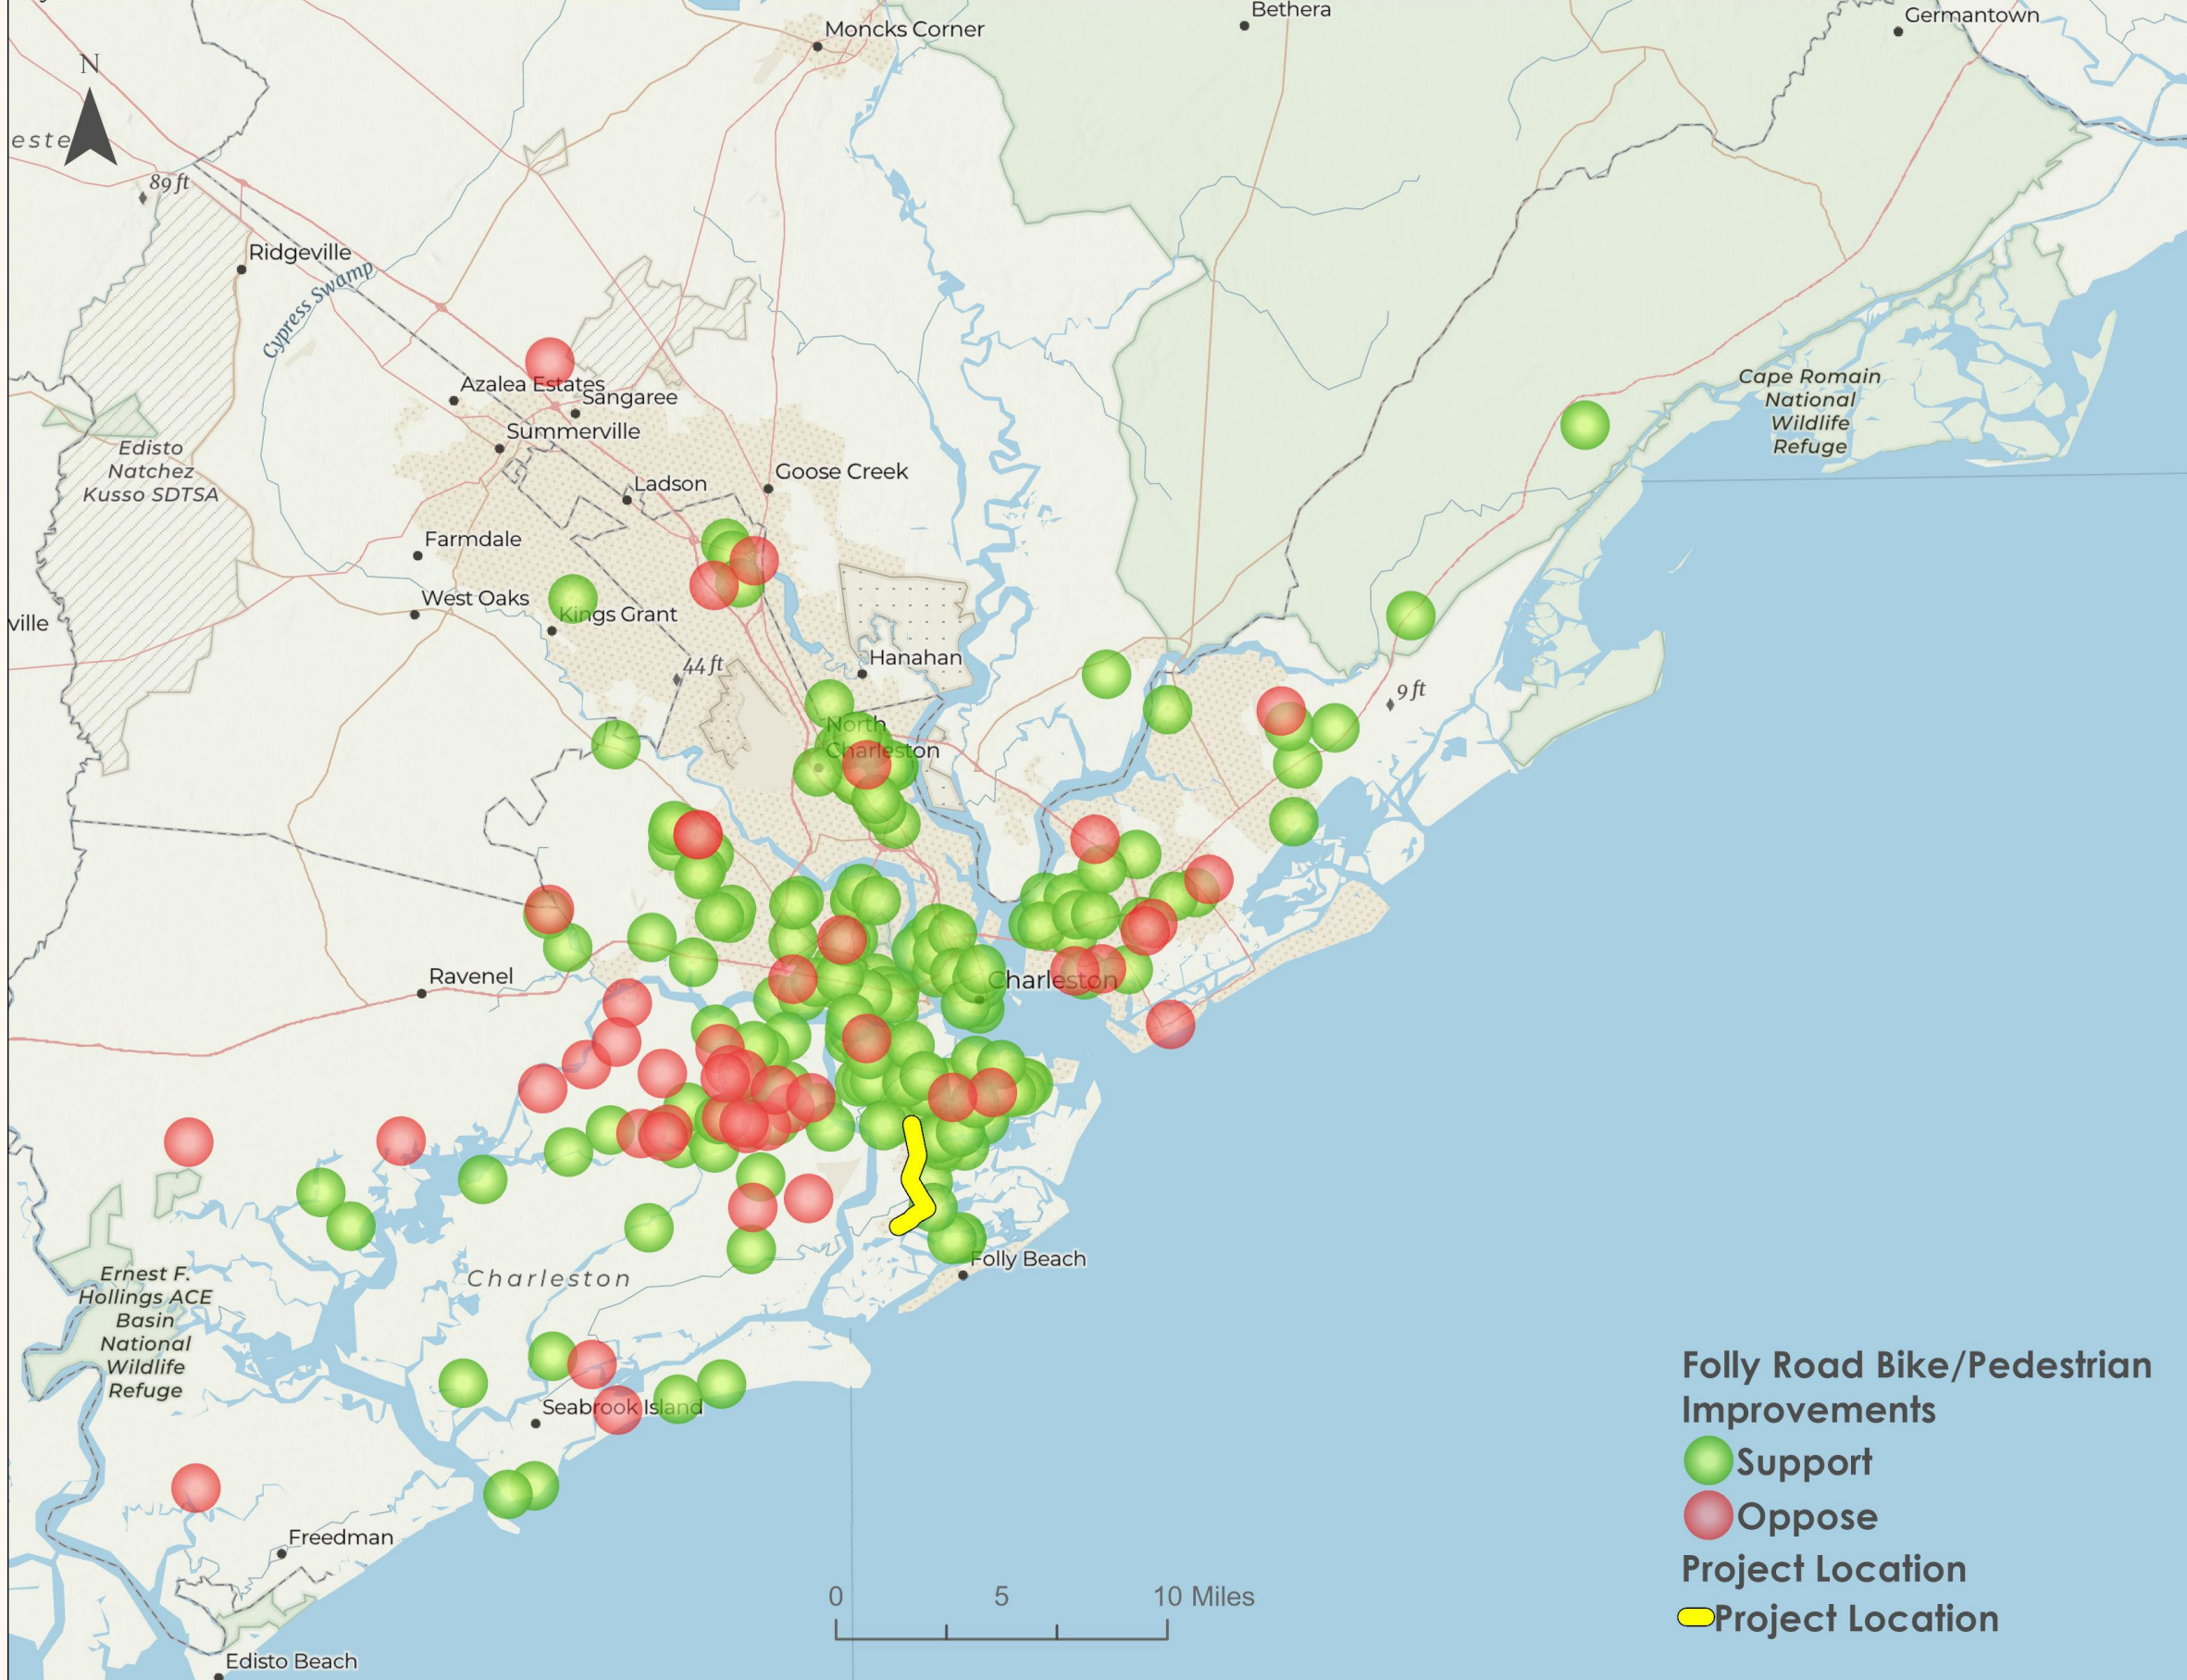 Bethera
Germantown
Moncks Corner
N
este
89 ft
Ridgeville
Cypress Swamp
Azalea Estates
Sangaree
Summerville
Cape Romain
National
Wildlife
Refuge
Edisto
Natchez
Kusso SDTSA
Goose Creek
Ladson
Farmdale
West Oaks
Kings Grant
ville
Hanahan
44 ft
9 ft
North
Charleston
Ravenel
Charleston
Folly Beach
Charleston
Ernest F.
Hollings ACE
Basin
National
Wildlife
Refuge
Seabrook Island
Freedman
Edisto Beach
0 5 10 Miles
Folly Road Bike/Pedestrian
Improvements
Support
Oppose
Project Location
Project Location